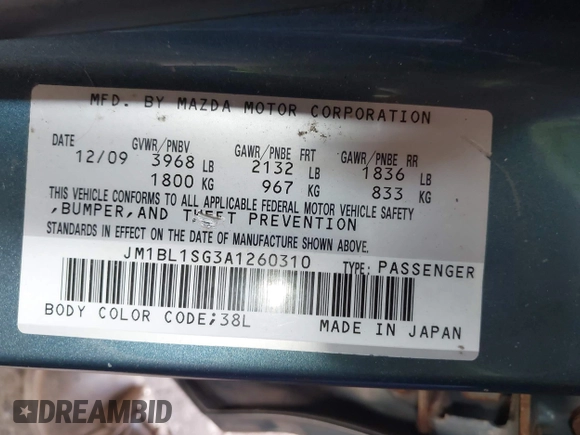 MFD. BY MAZDA MOTOR CORPORATION
DATE GVWR/PNBV GAWR/PNBE FRT GAWR/PNBE RR
12/09 3968 LB 2132 LB 1836 LB
1800 KG 967 KG 833 KG
THIS VEHICLE CONFORMS TO ALL APPLICABLE FEDERAL MOTOR VEHICLE SAFETY
,BUMPER,AND THEFT PREVENTION
STANDARDS IN EFFECT ON THE DATE OF MANUFACTURE SHOWN ABOVE.
JM1BL1SG3A1260310 TYPE: PASSENGER
BODY COLOR CODE;38L MADE IN JAPAN
DREAMBID